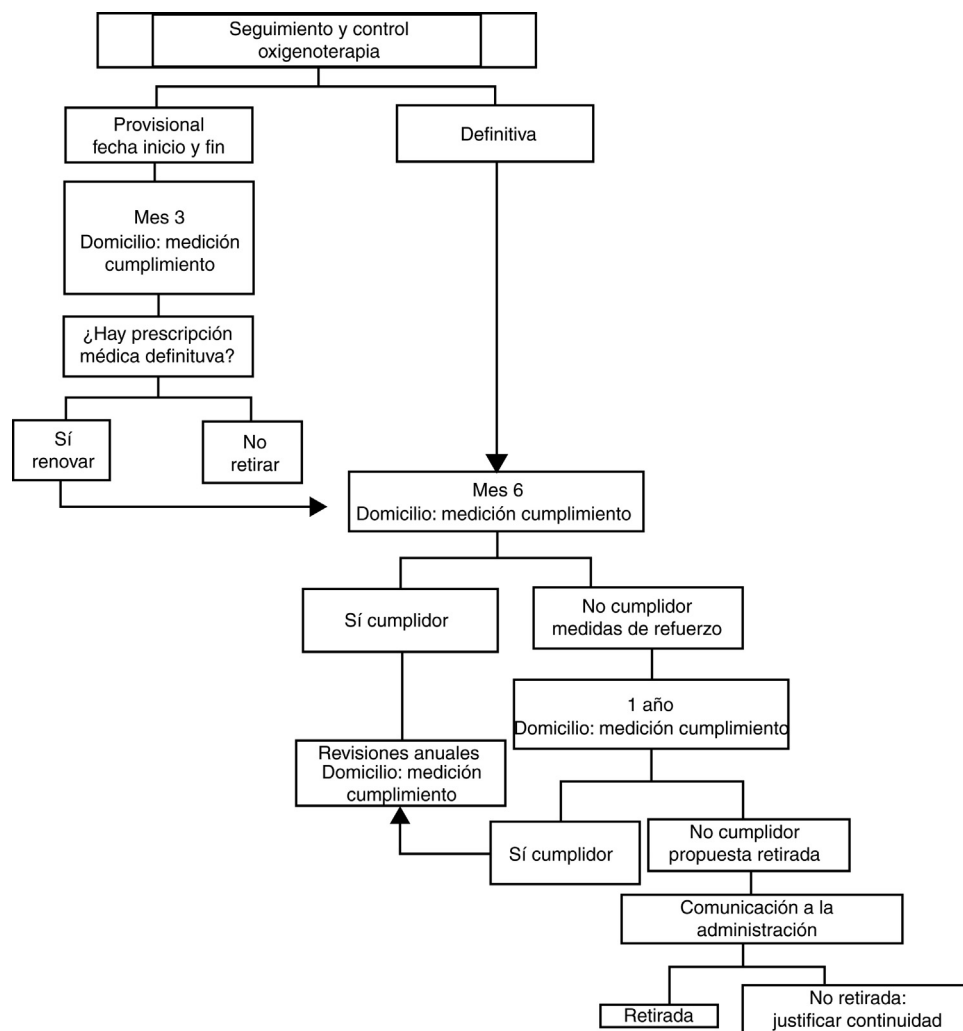 Seguimiento y control
oxigenoterapia
Provisional
fecha inicio y fin
Definitiva
Mes 3
Domicilio: medición
cumplimiento
¿Hay prescripción
médica definituva?
Sí
renovar
No
retirar
Mes 6
Domicilio: medición cumplimiento
Sí cumplidor
No cumplidor
medidas de refuerzo
1 año
Domicilio: medición cumplimiento
Revisiones anuales
Domicilio: medición
cumplimiento
Sí cumplidor
No cumplidor
propuesta retirada
Comunicación a la
administración
Retirada
No retirada:
justificar continuidad